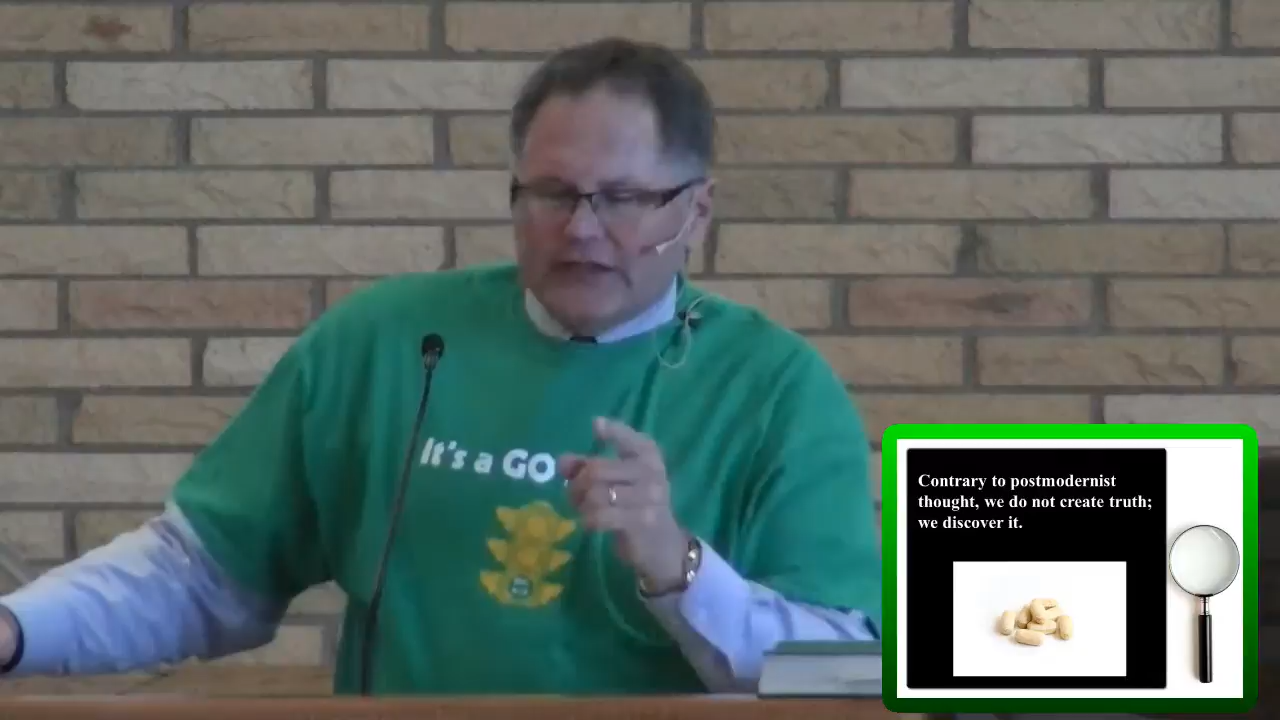 It's a GO
Contrary to postmodernist
thought, we do not create truth;
we discover it.